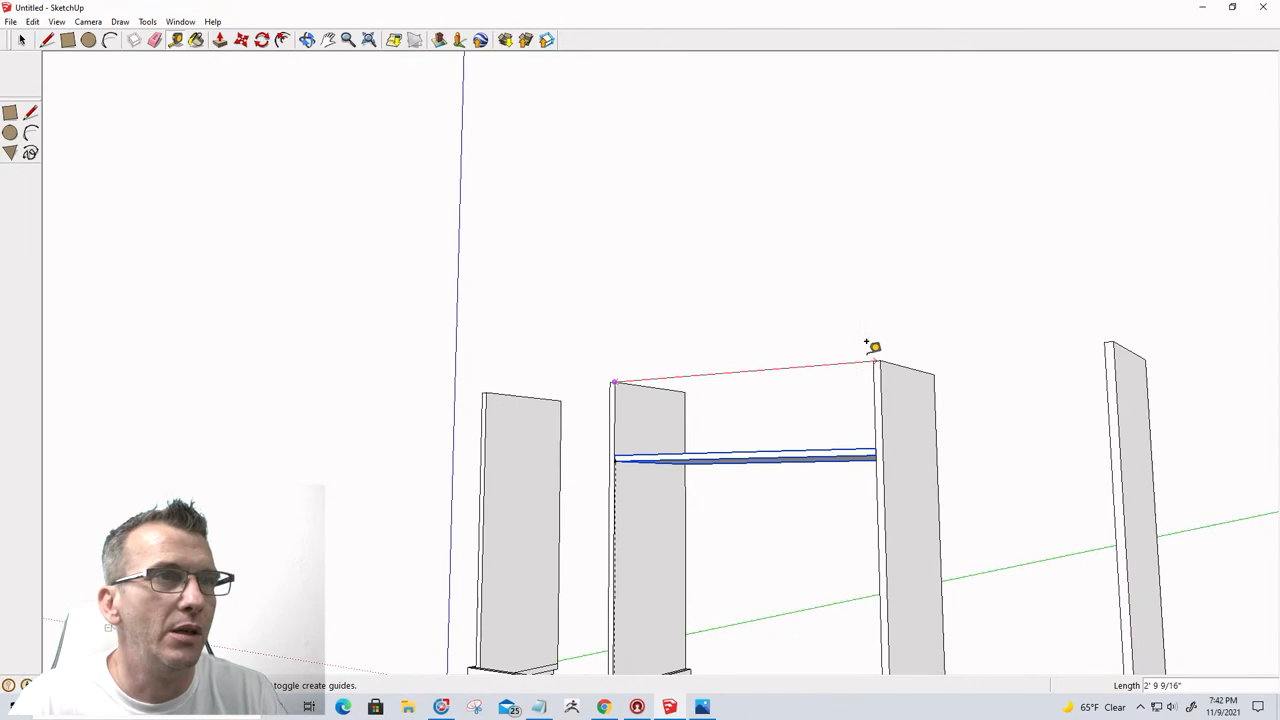 Untitled - SketchUp
File Edit View Camera Draw Tools Window Help
toggle create guides.
Length 2' 9 9/16"
25
65°F Clear
7:42 PM
11/9/2021